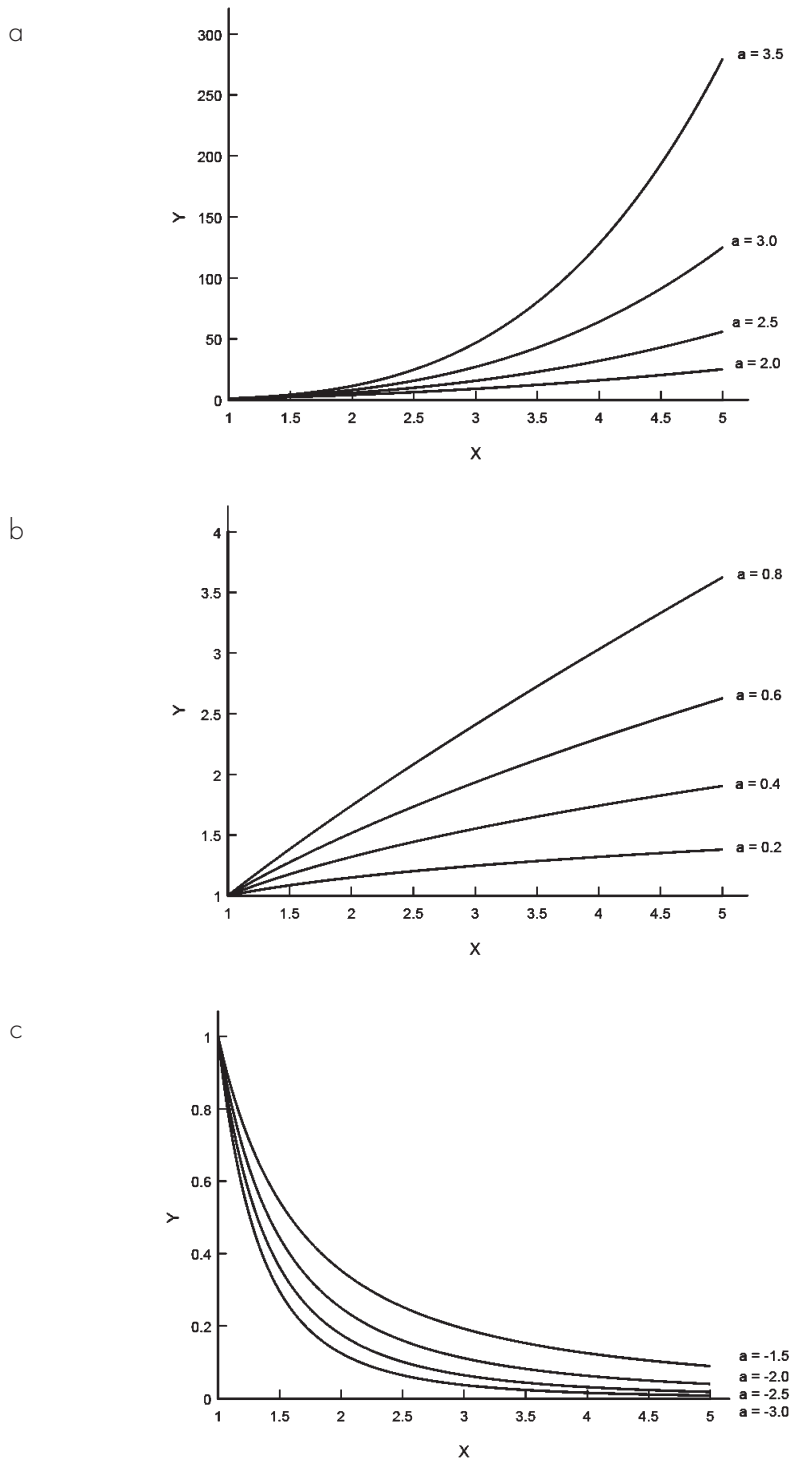 a
300
a = 3.5
250
200
Y
150
a = 3.0
100
a = 2.5
50
a = 2.0
0
1 1.5 2 2.5 3 3.5 4 4.5 5
X
b
4
a = 0.8
3.5
3
a = 0.6
Y
2.5
2
a = 0.4
1.5
a = 0.2
1
1 1.5 2 2.5 3 3.5 4 4.5 5
X
c
1
0.8
0.6
Y
0.4
0.2
a = -1.5
a = -2.0
a = -2.5
0
a = -3.0
1 1.5 2 2.5 3 3.5 4 4.5 5
X